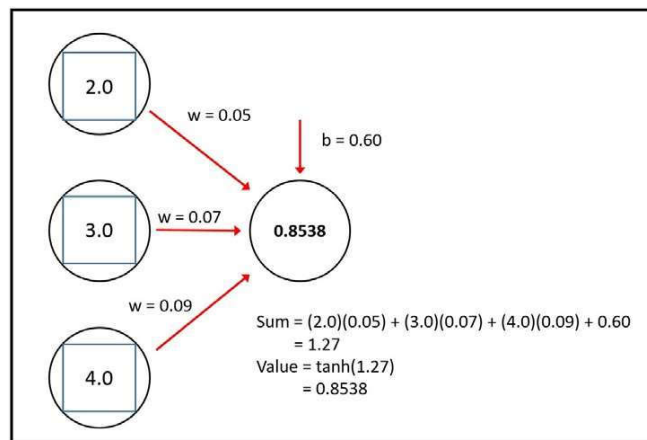 2.0
w = 0.05
b = 0.60
3.0
w = 0.07
0.8538
w = 0.09
4.0
Sum = (2.0)(0.05) + (3.0)(0.07) + (4.0)(0.09) + 0.60
= 1.27
Value = tanh(1.27)
= 0.8538